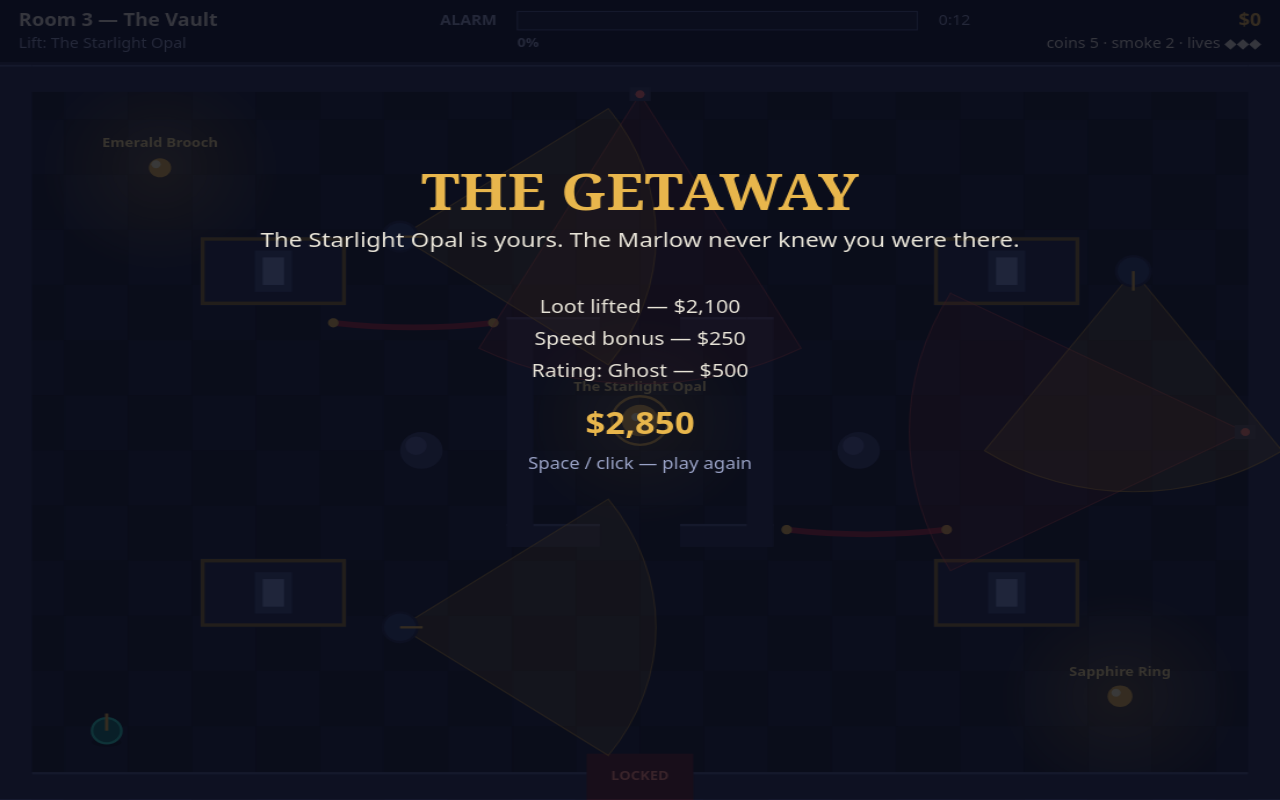 Room 3 — The Vault
Lift: The Starlight Opal
ALARM
0:12
0%
$0
coins 5 · smoke 2 · lives ◆◆◆
Emerald Brooch
THE GETAWAY
The Starlight Opal is yours. The Marlow never knew you were there.
Loot lifted — $2,100
Speed bonus — $250
Rating: Ghost — $500
The Starlight Opal
$2,850
Space / click — play again
Sapphire Ring
LOCKED